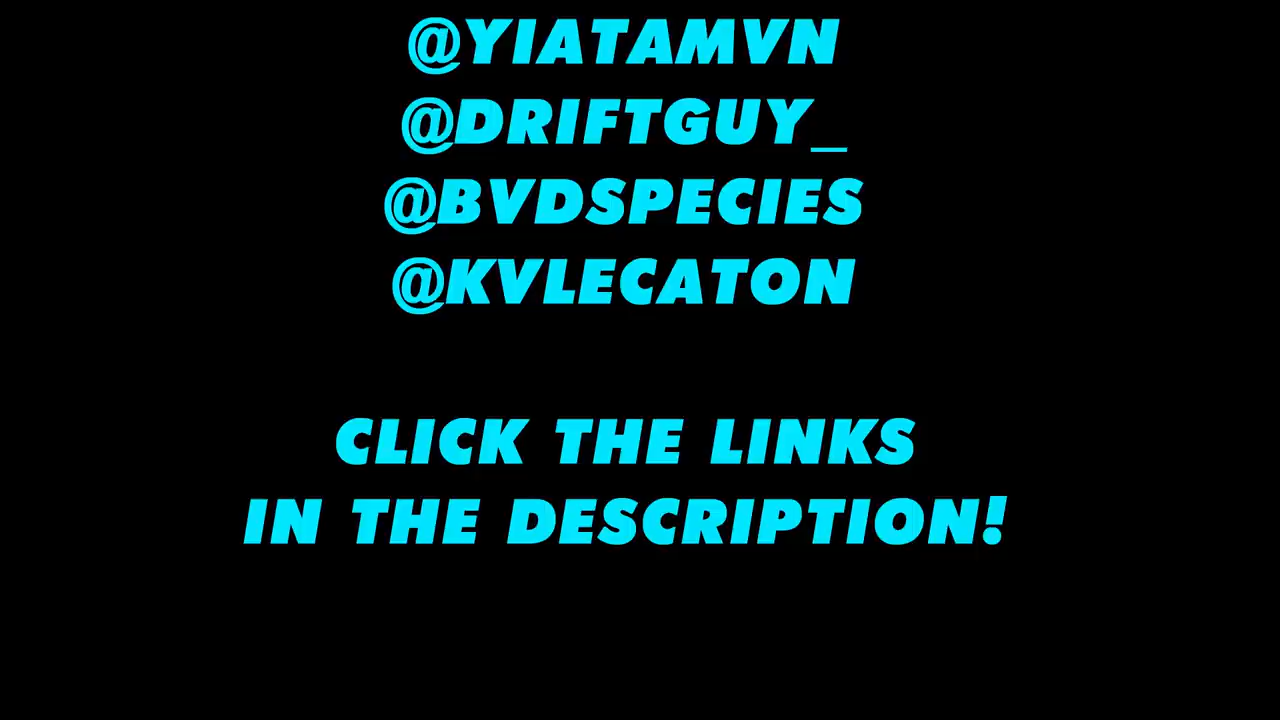 @YIATAMVN
@DRIFTGUY_
@BVDSPECIES
@KVLECATON
CLICK THE LINKS
IN THE DESCRIPTION!